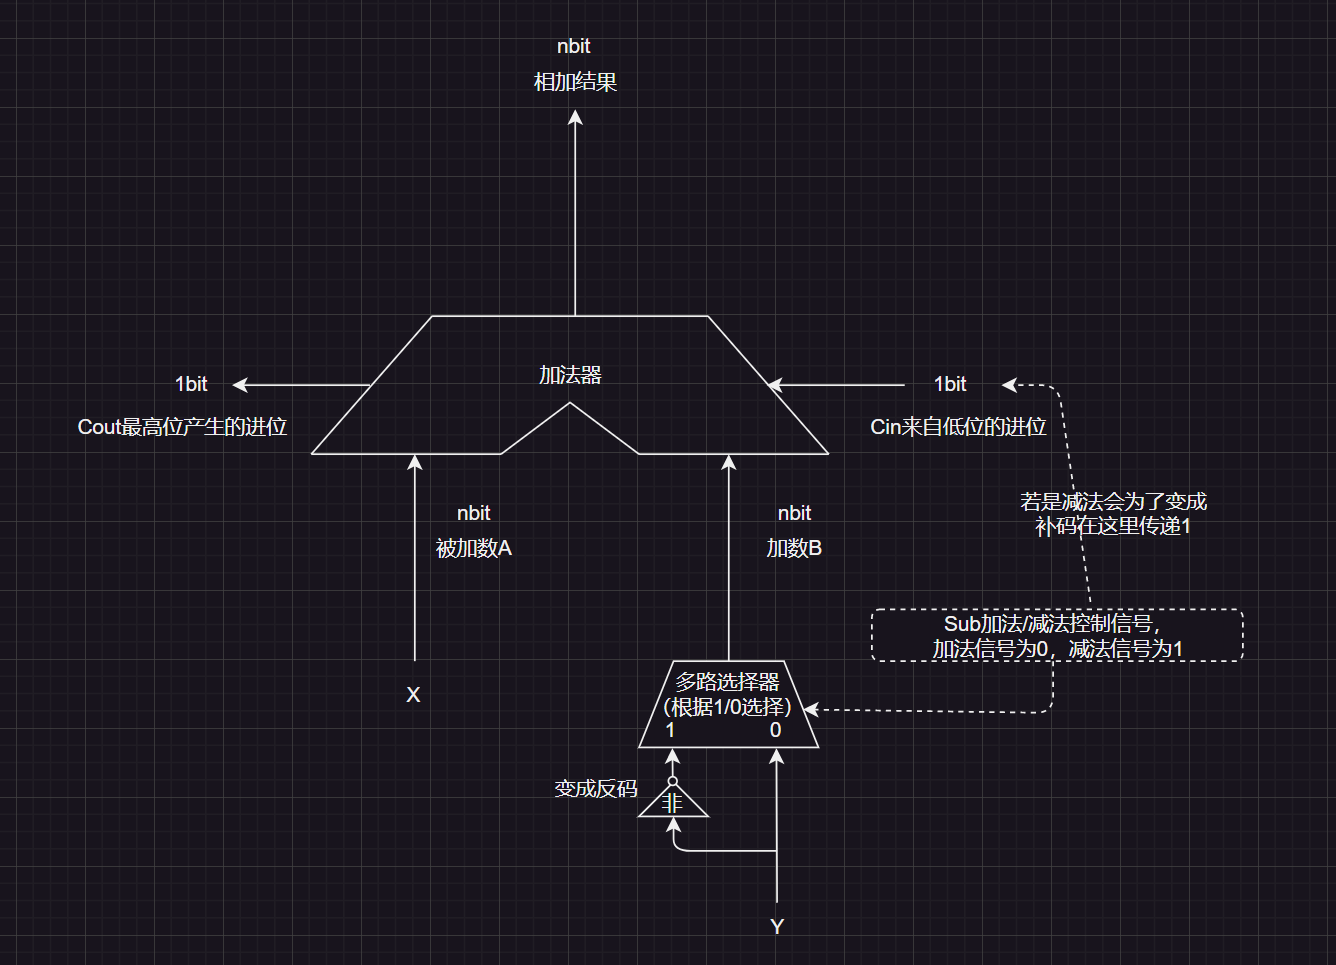 nbit
相加结果
加法器
1bit
Cout最高位产生的进位
1bit
Cin来自低位的进位
nbit
被加数A
nbit
加数B
若是减法会为了变成
补码在这里传递1
Sub加法/减法控制信号，
加法信号为0，减法信号为1
X
多路选择器
（根据1/0选择）
1 0
变成反码
非
Y